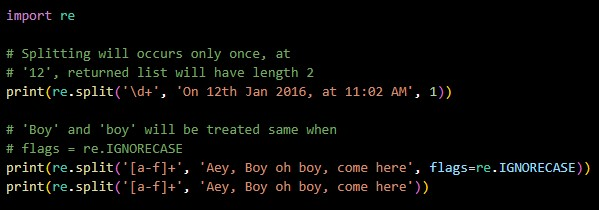 import re
# Splitting will occurs only once, at
# '12', returned list will have length 2
print(re.split('\d+', 'On 12th Jan 2016, at 11:02 AM', 1))
# 'Boy' and 'boy' will be treated same when
# flags = re.IGNORECASE
print(re.split('[a-f]+', 'Aey, Boy oh boy, come here', flags=re.IGNORECASE))
print(re.split('[a-f]+', 'Aey, Boy oh boy, come here'))